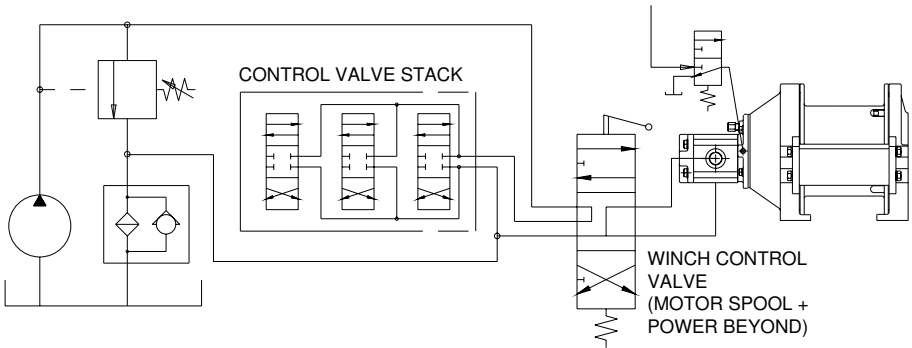 CONTROL VALVE STACK
WINCH CONTROL
VALVE
(MOTOR SPOOL +
POWER BEYOND)